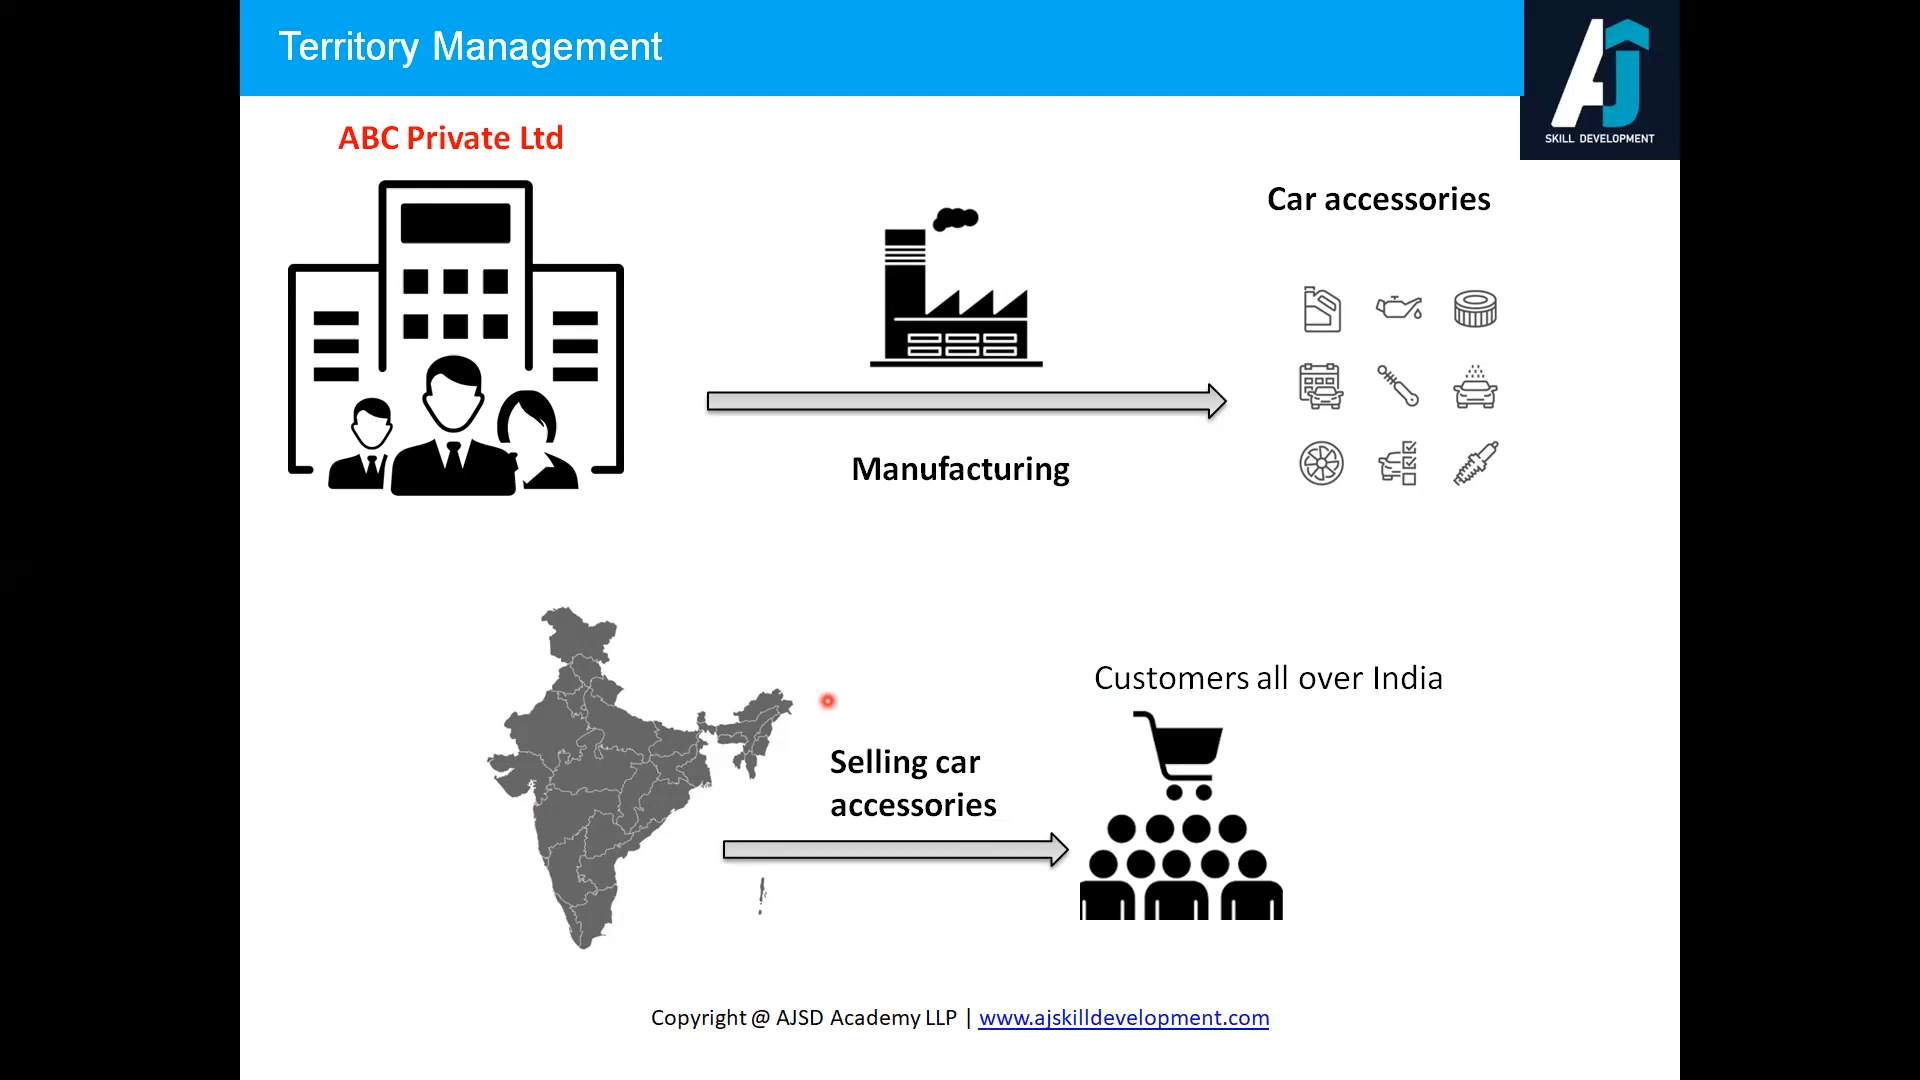 Territory Management
AJ
SKILL DEVELOPMENT
ABC Private Ltd
Car accessories
Manufacturing
Customers all over India
Selling car
accessories
Copyright @ AJSD Academy LLP | www.ajskilldevelopment.com